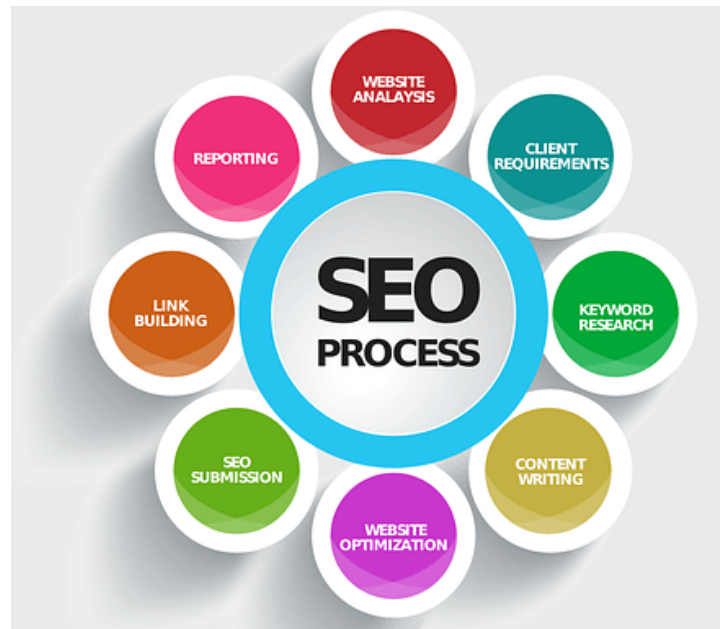 WEBSITE
ANALAYSIS
CLIENT
REQUIREMENTS
KEYWORD
RESEARCH
CONTENT
WRITING
WEBSITE
OPTIMIZATION
SEO
SUBMISSION
LINK
BUILDING
REPORTING
SEO
PROCESS